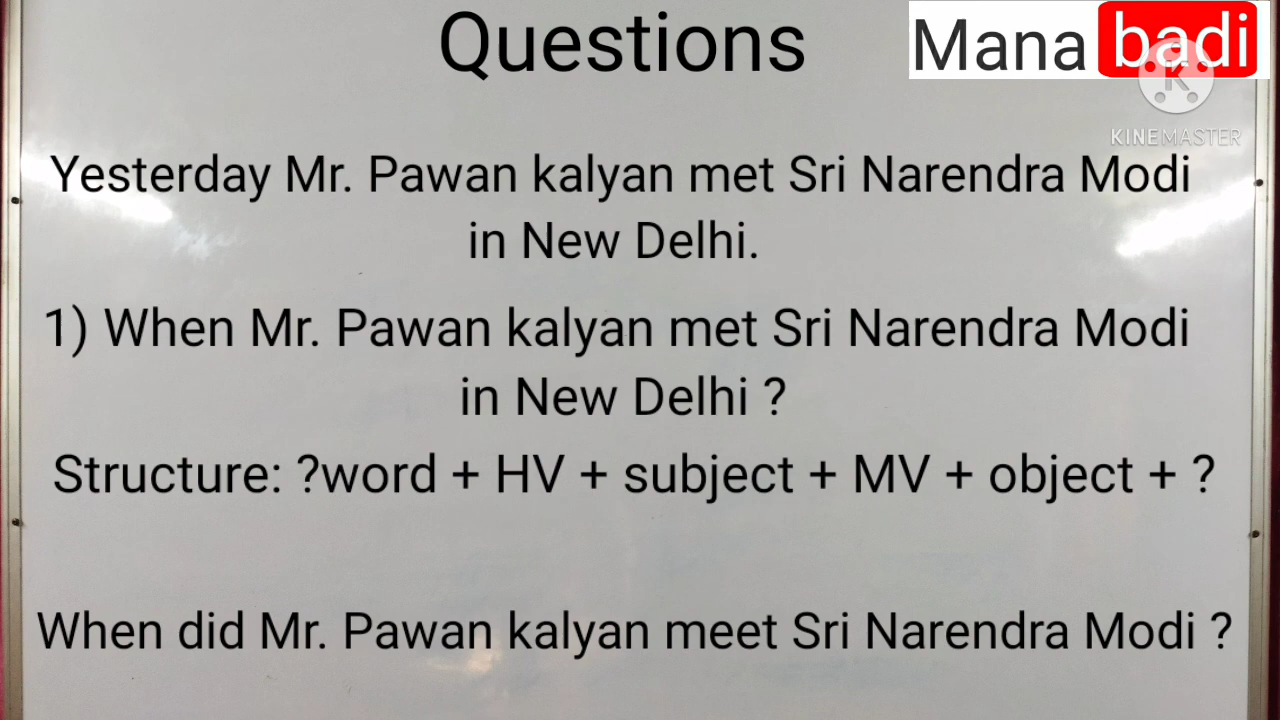 Questions
Mana badi
K
KINEMASTER
Yesterday Mr. Pawan kalyan met Sri Narendra Modi
in New Delhi.
1) When Mr. Pawan kalyan met Sri Narendra Modi
in New Delhi ?
Structure: ?word + HV + subject + MV + object + ?
When did Mr. Pawan kalyan meet Sri Narendra Modi ?